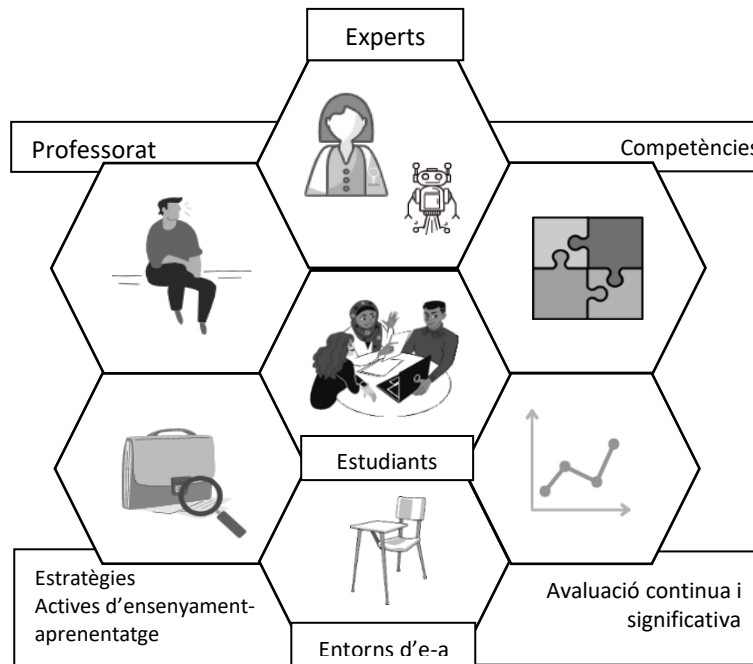 Experts
Professorat
Competències
Estudiants
Estratègies
Actives d’ensenyament-
aprenentatge
Avaluació continua i
significativa
Entorns d’e-a